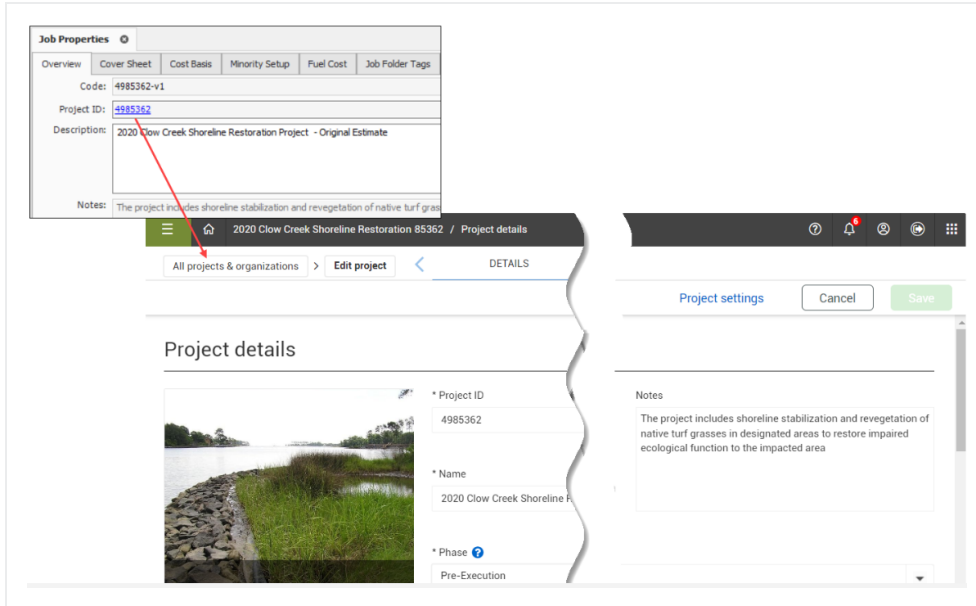 Job Properties
Overview Cover Sheet Cost Basis Minority Setup Fuel Cost Job Folder Tags
Code: 4985362-v1
Project ID: 4985362
Description: 2020 Clow Creek Shoreline Restoration Project - Original Estimate
Notes: The project includes shoreline stabilization and revegetation of native turf gras
2020 Clow Creek Shoreline Restoration 85362 / Project details
6
All projects & organizations > Edit project DETAILS
Project settings Cancel Save
Project details
* Project ID
4985362
* Name
2020 Clow Creek Shoreline
* Phase ?
Pre-Execution
Notes
The project includes shoreline stabilization and revegetation of
native turf grasses in designated areas to restore impaired
ecological function to the impacted area